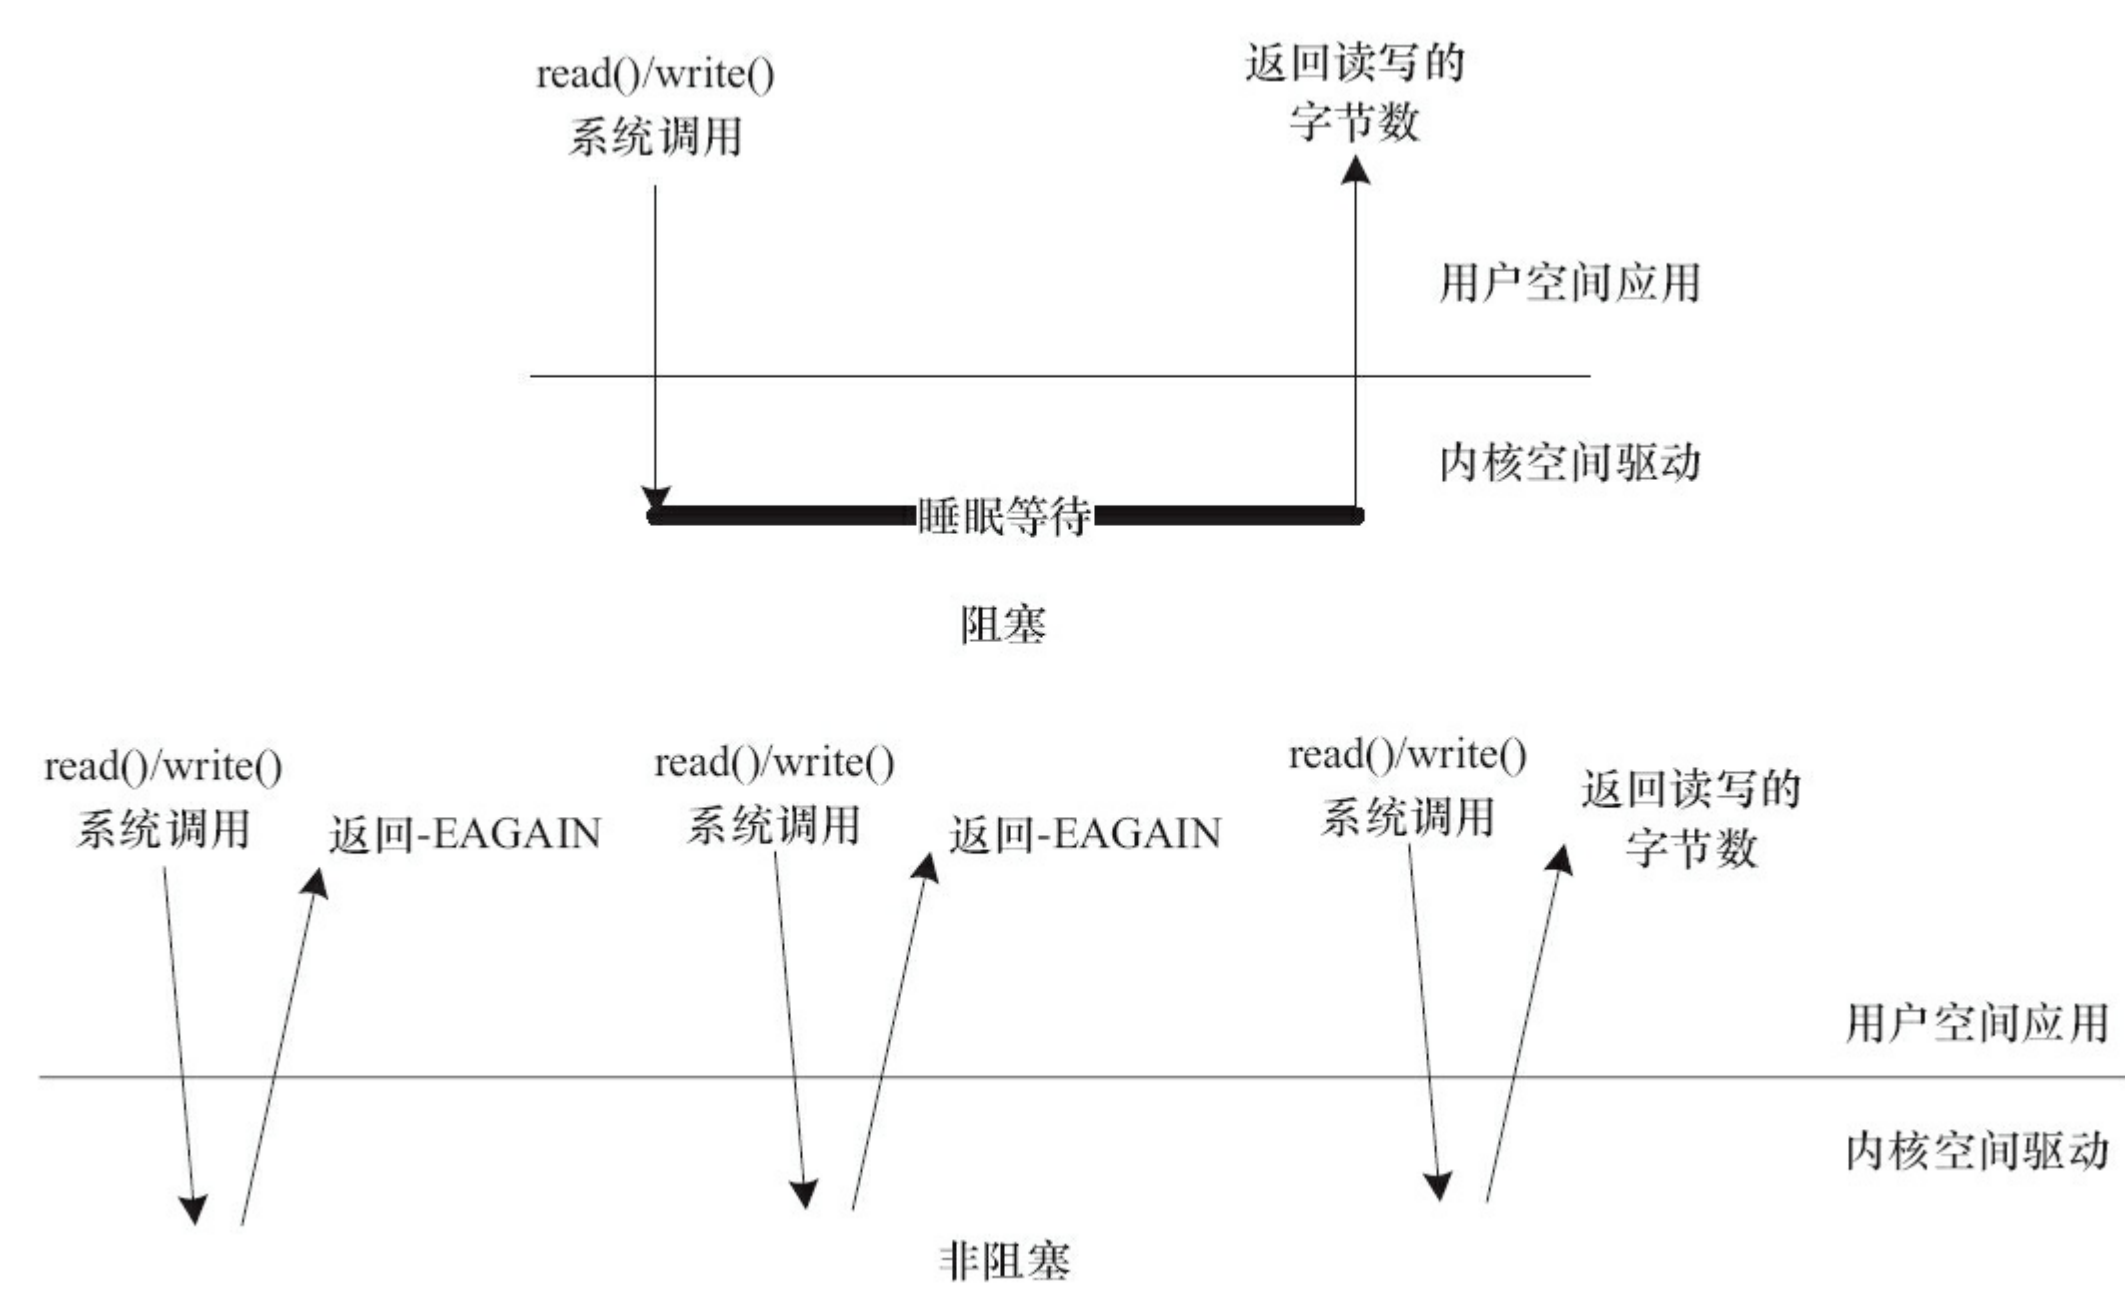 read()/write()
系统调用
返回读写的
字节数
用户空间应用
内核空间驱动
睡眠等待
阻塞
read()/write()
系统调用
返回-EAGAIN
read()/write()
系统调用
返回-EAGAIN
read()/write()
系统调用
返回读写的
字节数
用户空间应用
内核空间驱动
非阻塞